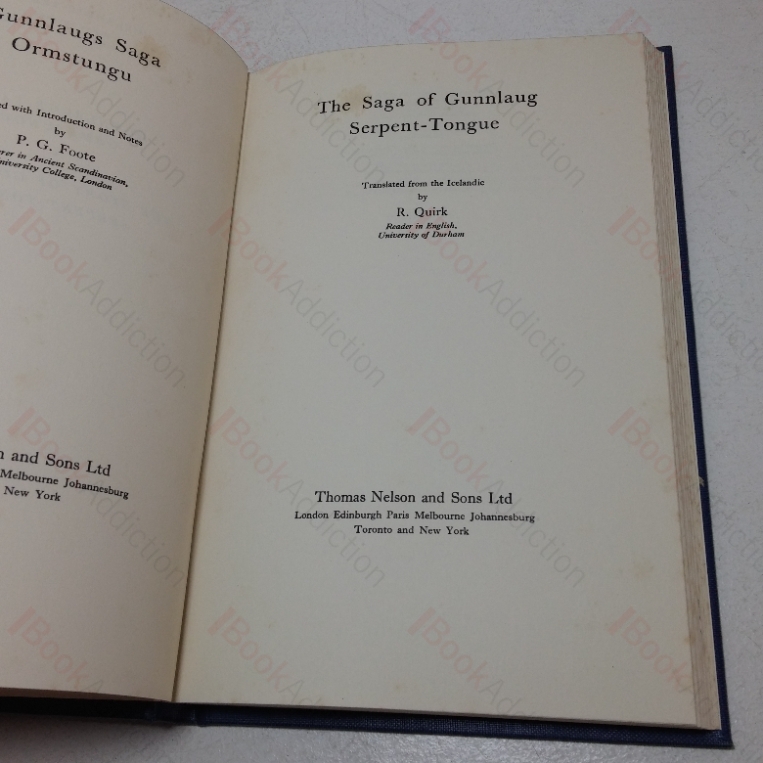 Gunnlaugs Saga
Ormstungu
with Introduction and Notes
by
P. G. Foote
in Ancient Scandinavian,
University College, London
and Sons Ltd
Melbourne Johannesburg
New York
The Saga of Gunnlaug
Serpent-Tongue
Translated from the Icelandic
by
R. Quirk
Reader in English,
University of Durham
Thomas Nelson and Sons Ltd
London Edinburgh Paris Melbourne Johannesburg
Toronto and New York
BookAddiction